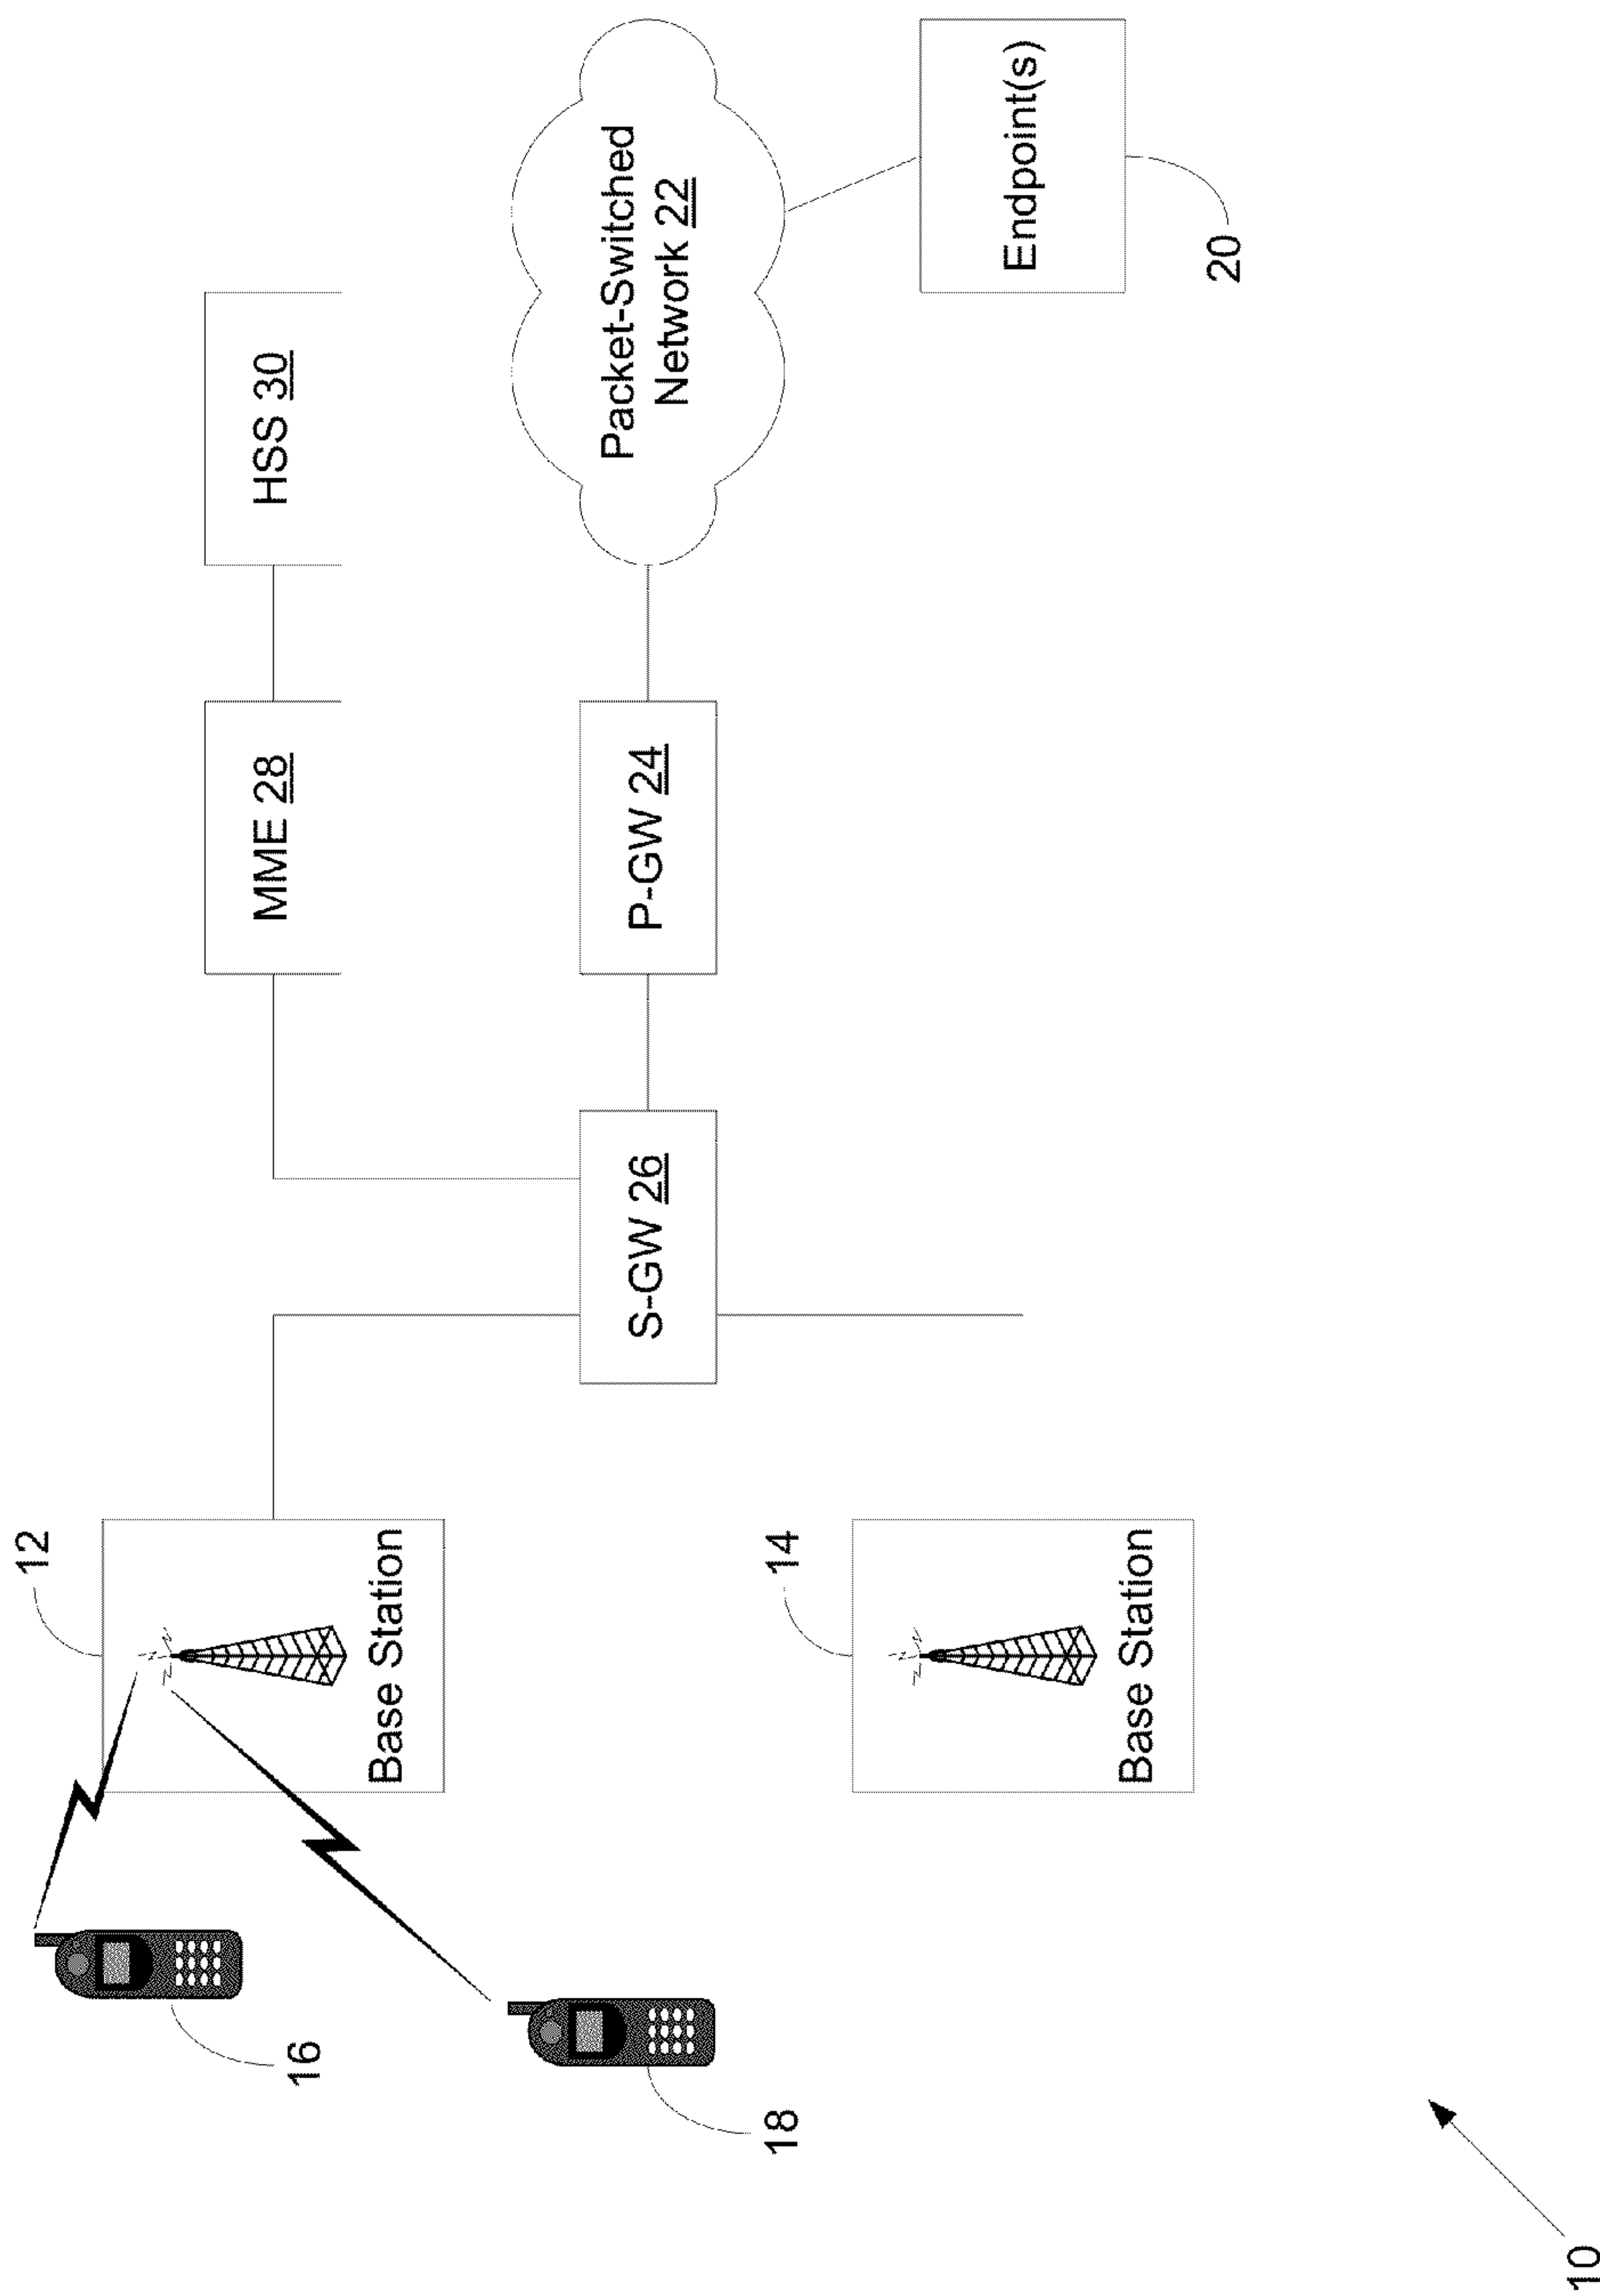 16
12
MME 28
HSS 30
Base Station
18
S-GW 26
P-GW 24
Packet-Switched
Network 22
14
Endpoint(s)
Base Station
20
10